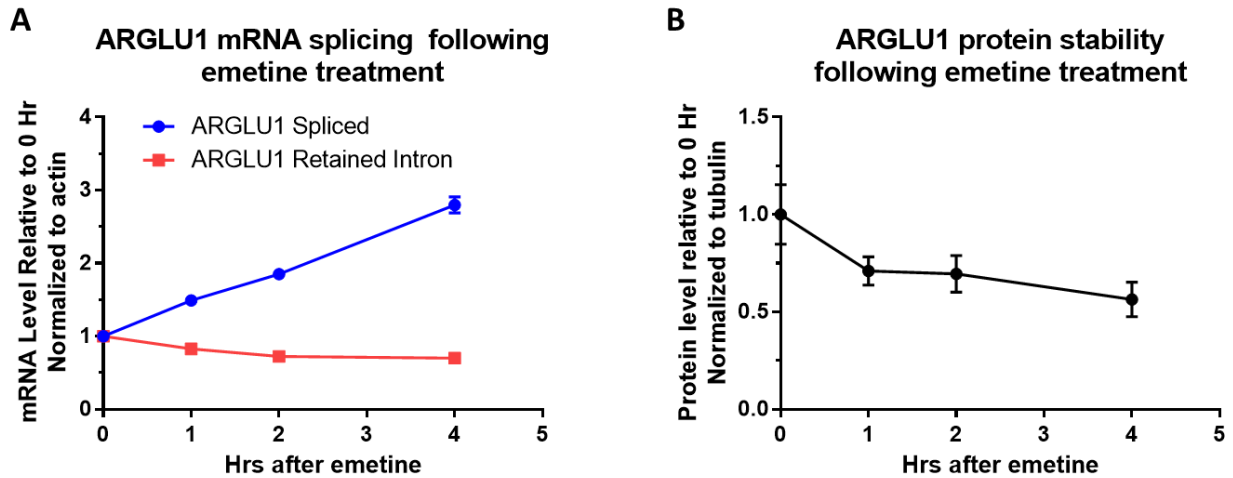 A
ARGLU1 mRNA splicing following
emetine treatment
mRNA Level Relative to 0 Hr
Normalized to actin
4
3
2
1
0
ARGLU1 Spliced
ARGLU1 Retained Intron
0 1 2 3 4 5
Hrs after emetine
B
ARGLU1 protein stability
following emetine treatment
Protein level relative to 0 Hr
Normalized to tubulin
1.5
1.0
0.5
0.0
0 1 2 3 4 5
Hrs after emetine